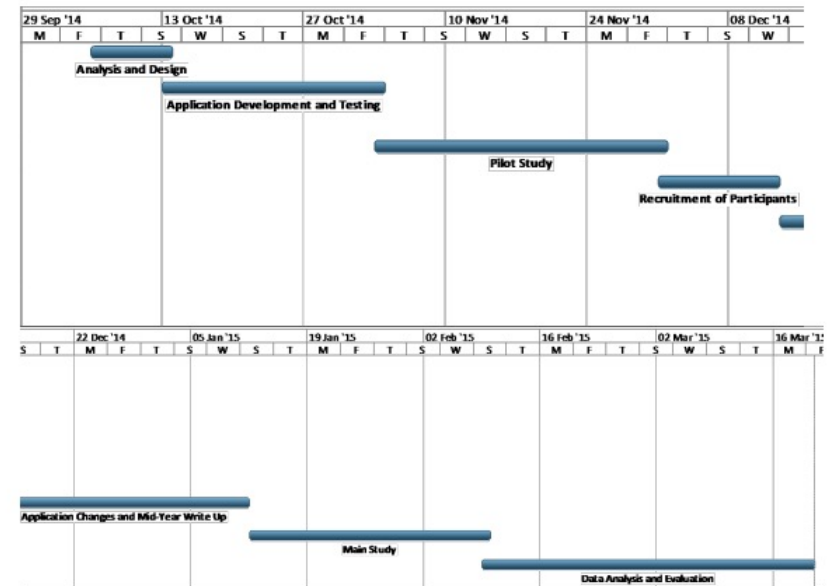 29 Sep '14 13 Oct '14 27 Oct '14 10 Nov '14 24 Nov '14 08 Dec '14
M F T S W S T M F T S W S T M F T S W
Analysis and Design
Application Development and Testing
Pilot Study
Recruitment of Participants
22 Dec '14 05 Jan '15 19 Jan '15 02 Feb '15 16 Feb '15 02 Mar '15 16 Mar '15
S T M F T S W S T M F T S W S T M F T S W S T M F
Application Changes and Mid-Year Write Up
Main Study
Data Analysis and Evaluation